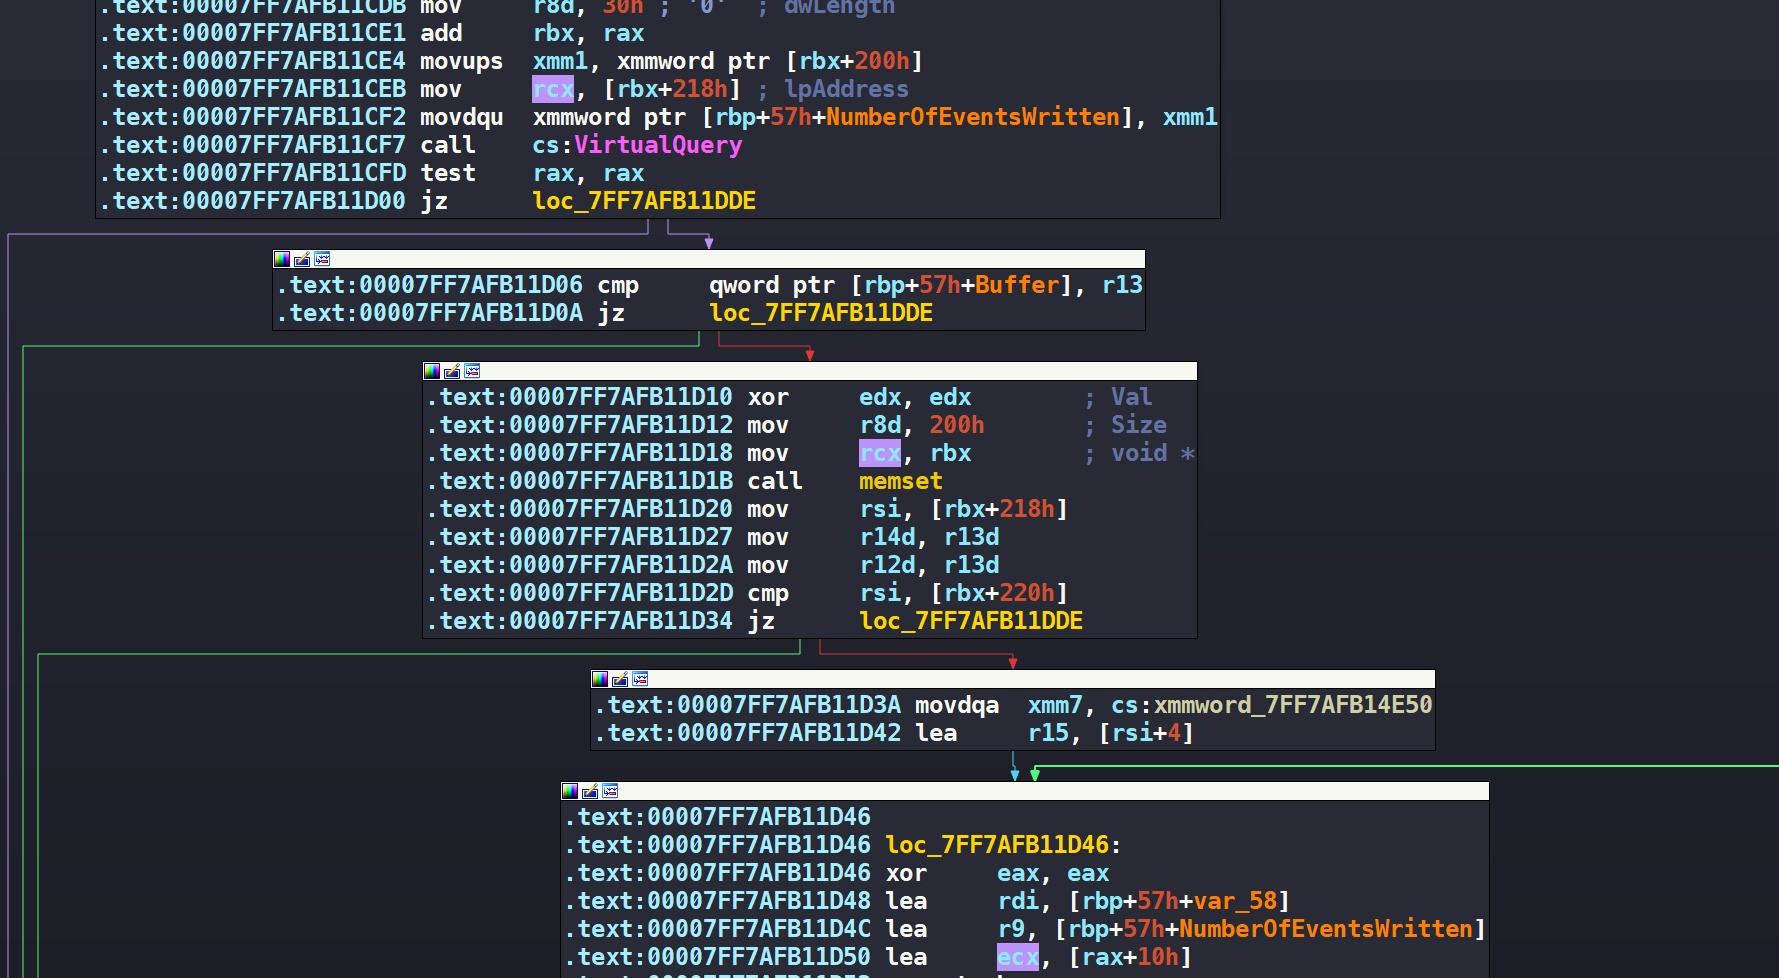 .text:00007FF7AFB11CDB mov r8d, 30h ; '0' ; dwLength
.text:00007FF7AFB11CE1 add rbx, rax
.text:00007FF7AFB11CE4 movups xmm1, xmmword ptr [rbx+200h]
.text:00007FF7AFB11CEB mov rcx, [rbx+218h] ; lpAddress
.text:00007FF7AFB11CF2 movdqu xmmword ptr [rbp+57h+NumberOfEventsWritten], xmm1
.text:00007FF7AFB11CF7 call cs:VirtualQuery
.text:00007FF7AFB11CFD test rax, rax
.text:00007FF7AFB11D00 jz loc_7FF7AFB11DDE
.text:00007FF7AFB11D06 cmp qword ptr [rbp+57h+Buffer], r13
.text:00007FF7AFB11D0A jz loc_7FF7AFB11DDE
.text:00007FF7AFB11D10 xor edx, edx ; Val
.text:00007FF7AFB11D12 mov r8d, 200h ; Size
.text:00007FF7AFB11D18 mov rcx, rbx ; void *
.text:00007FF7AFB11D1B call memset
.text:00007FF7AFB11D20 mov rsi, [rbx+218h]
.text:00007FF7AFB11D27 mov r14d, r13d
.text:00007FF7AFB11D2A mov r12d, r13d
.text:00007FF7AFB11D2D cmp rsi, [rbx+220h]
.text:00007FF7AFB11D34 jz loc_7FF7AFB11DDE
.text:00007FF7AFB11D3A movdqa xmm7, cs:xmmword_7FF7AFB14E50
.text:00007FF7AFB11D42 lea r15, [rsi+4]
.text:00007FF7AFB11D46
.text:00007FF7AFB11D46 loc_7FF7AFB11D46:
.text:00007FF7AFB11D46 xor eax, eax
.text:00007FF7AFB11D48 lea rdi, [rbp+57h+var_58]
.text:00007FF7AFB11D4C lea r9, [rbp+57h+NumberOfEventsWritten]
.text:00007FF7AFB11D50 lea ecx, [rax+10h]